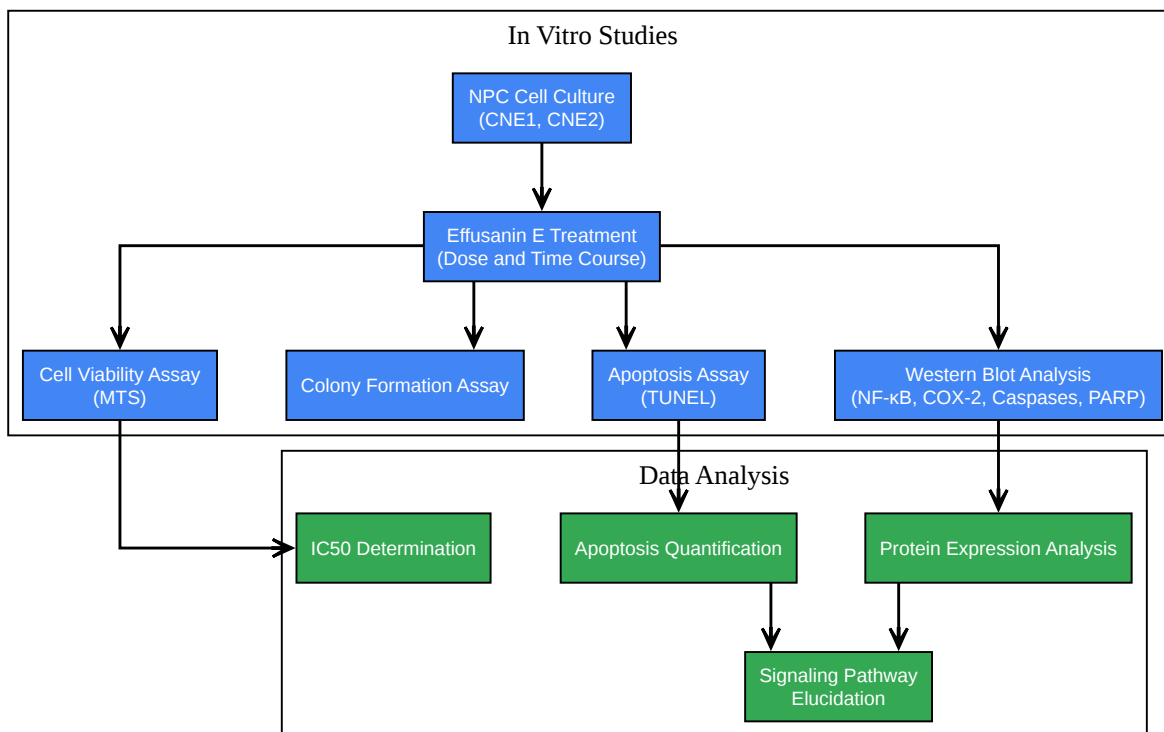 In Vitro Studies
NPC Cell Culture
(CNE1, CNE2)
Effusanin E Treatment
(Dose and Time Course)
Cell Viability Assay
(MTS)
Colony Formation Assay
Apoptosis Assay
(TUNEL)
Western Blot Analysis
(NF-κB, COX-2, Caspases, PARP)
Data Analysis
IC50 Determination
Apoptosis Quantification
Protein Expression Analysis
Signaling Pathway
Elucidation